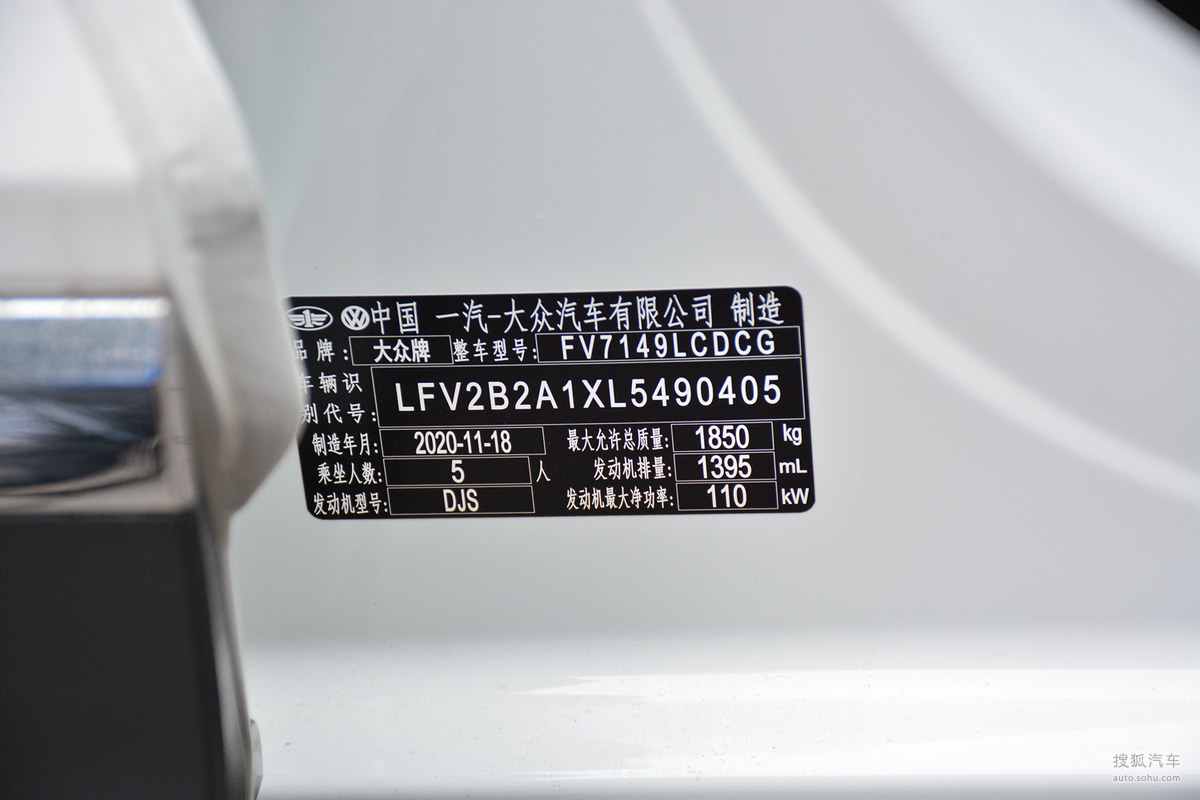 中国 一汽-大众汽车有限公司 制造
品牌: 大众牌 整车型号: FV7149LCDCG
车辆识别代号: LFV2B2A1XL5490405
制造年月: 2020-11-18 最大允许总质量: 1850 kg
乘坐人数: 5 人 发动机排量: 1395 mL
发动机型号: DJS 发动机最大净功率: 110 kW
搜狐汽车
auto.sohu.com